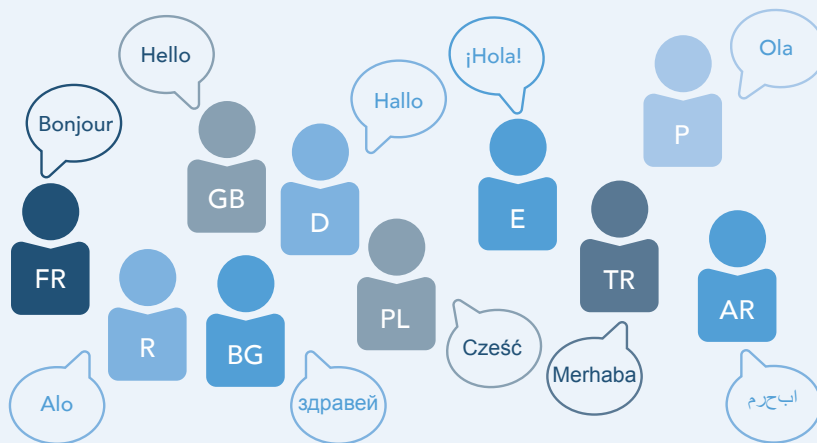 Hello
¡Hola!
Ola
Bonjour
Hallo
P
GB
D
E
FR
TR
AR
R
BG
PL
Cześć
Merhaba
Alo
здравей
ابحرم